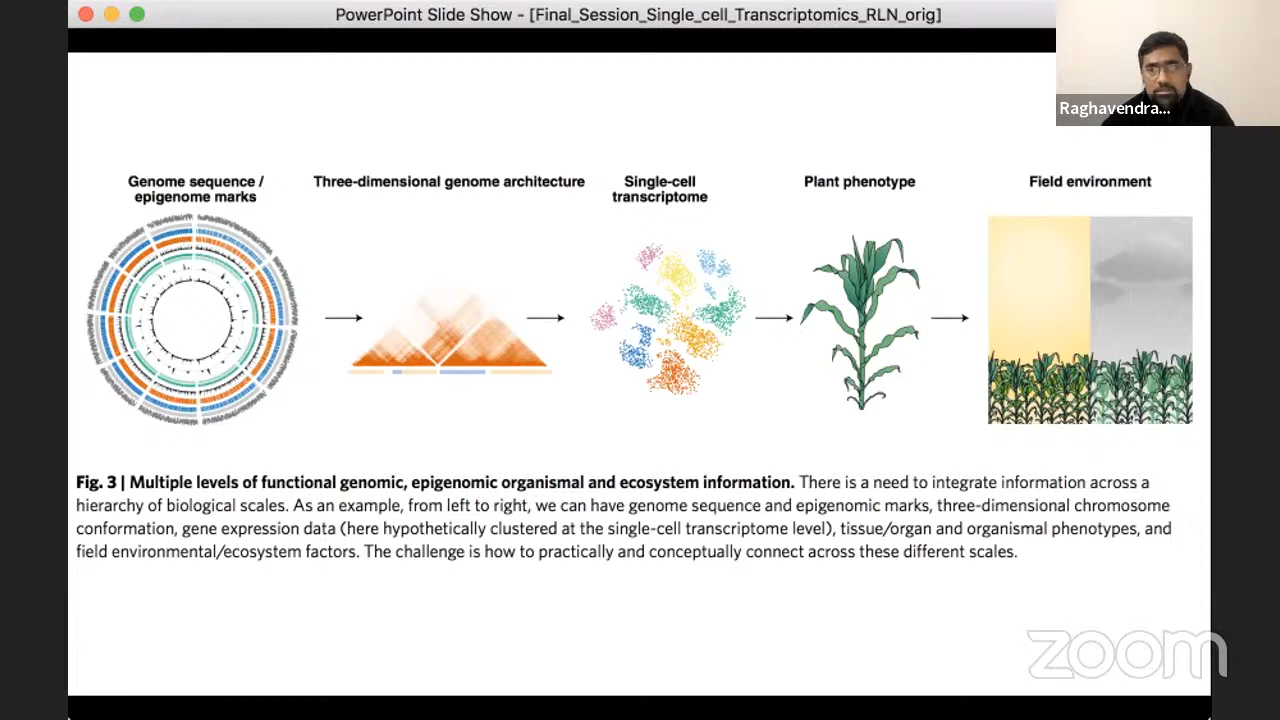 PowerPoint Slide Show - [Final_Session_Single_cell_Transcriptomics_RLN_orig]
Raghavendra...
Genome sequence /
epigenome marks
Three-dimensional genome architecture
Single-cell
transcriptome
Plant phenotype
Field environment
Fig. 3 | Multiple levels of functional genomic, epigenomic organismal and ecosystem information. There is a need to integrate information across a
hierarchy of biological scales. As an example, from left to right, we can have genome sequence and epigenomic marks, three-dimensional chromosome
conformation, gene expression data (here hypothetically clustered at the single-cell transcriptome level), tissue/organ and organismal phenotypes, and
field environmental/ecosystem factors. The challenge is how to practically and conceptually connect across these different scales.
zoom